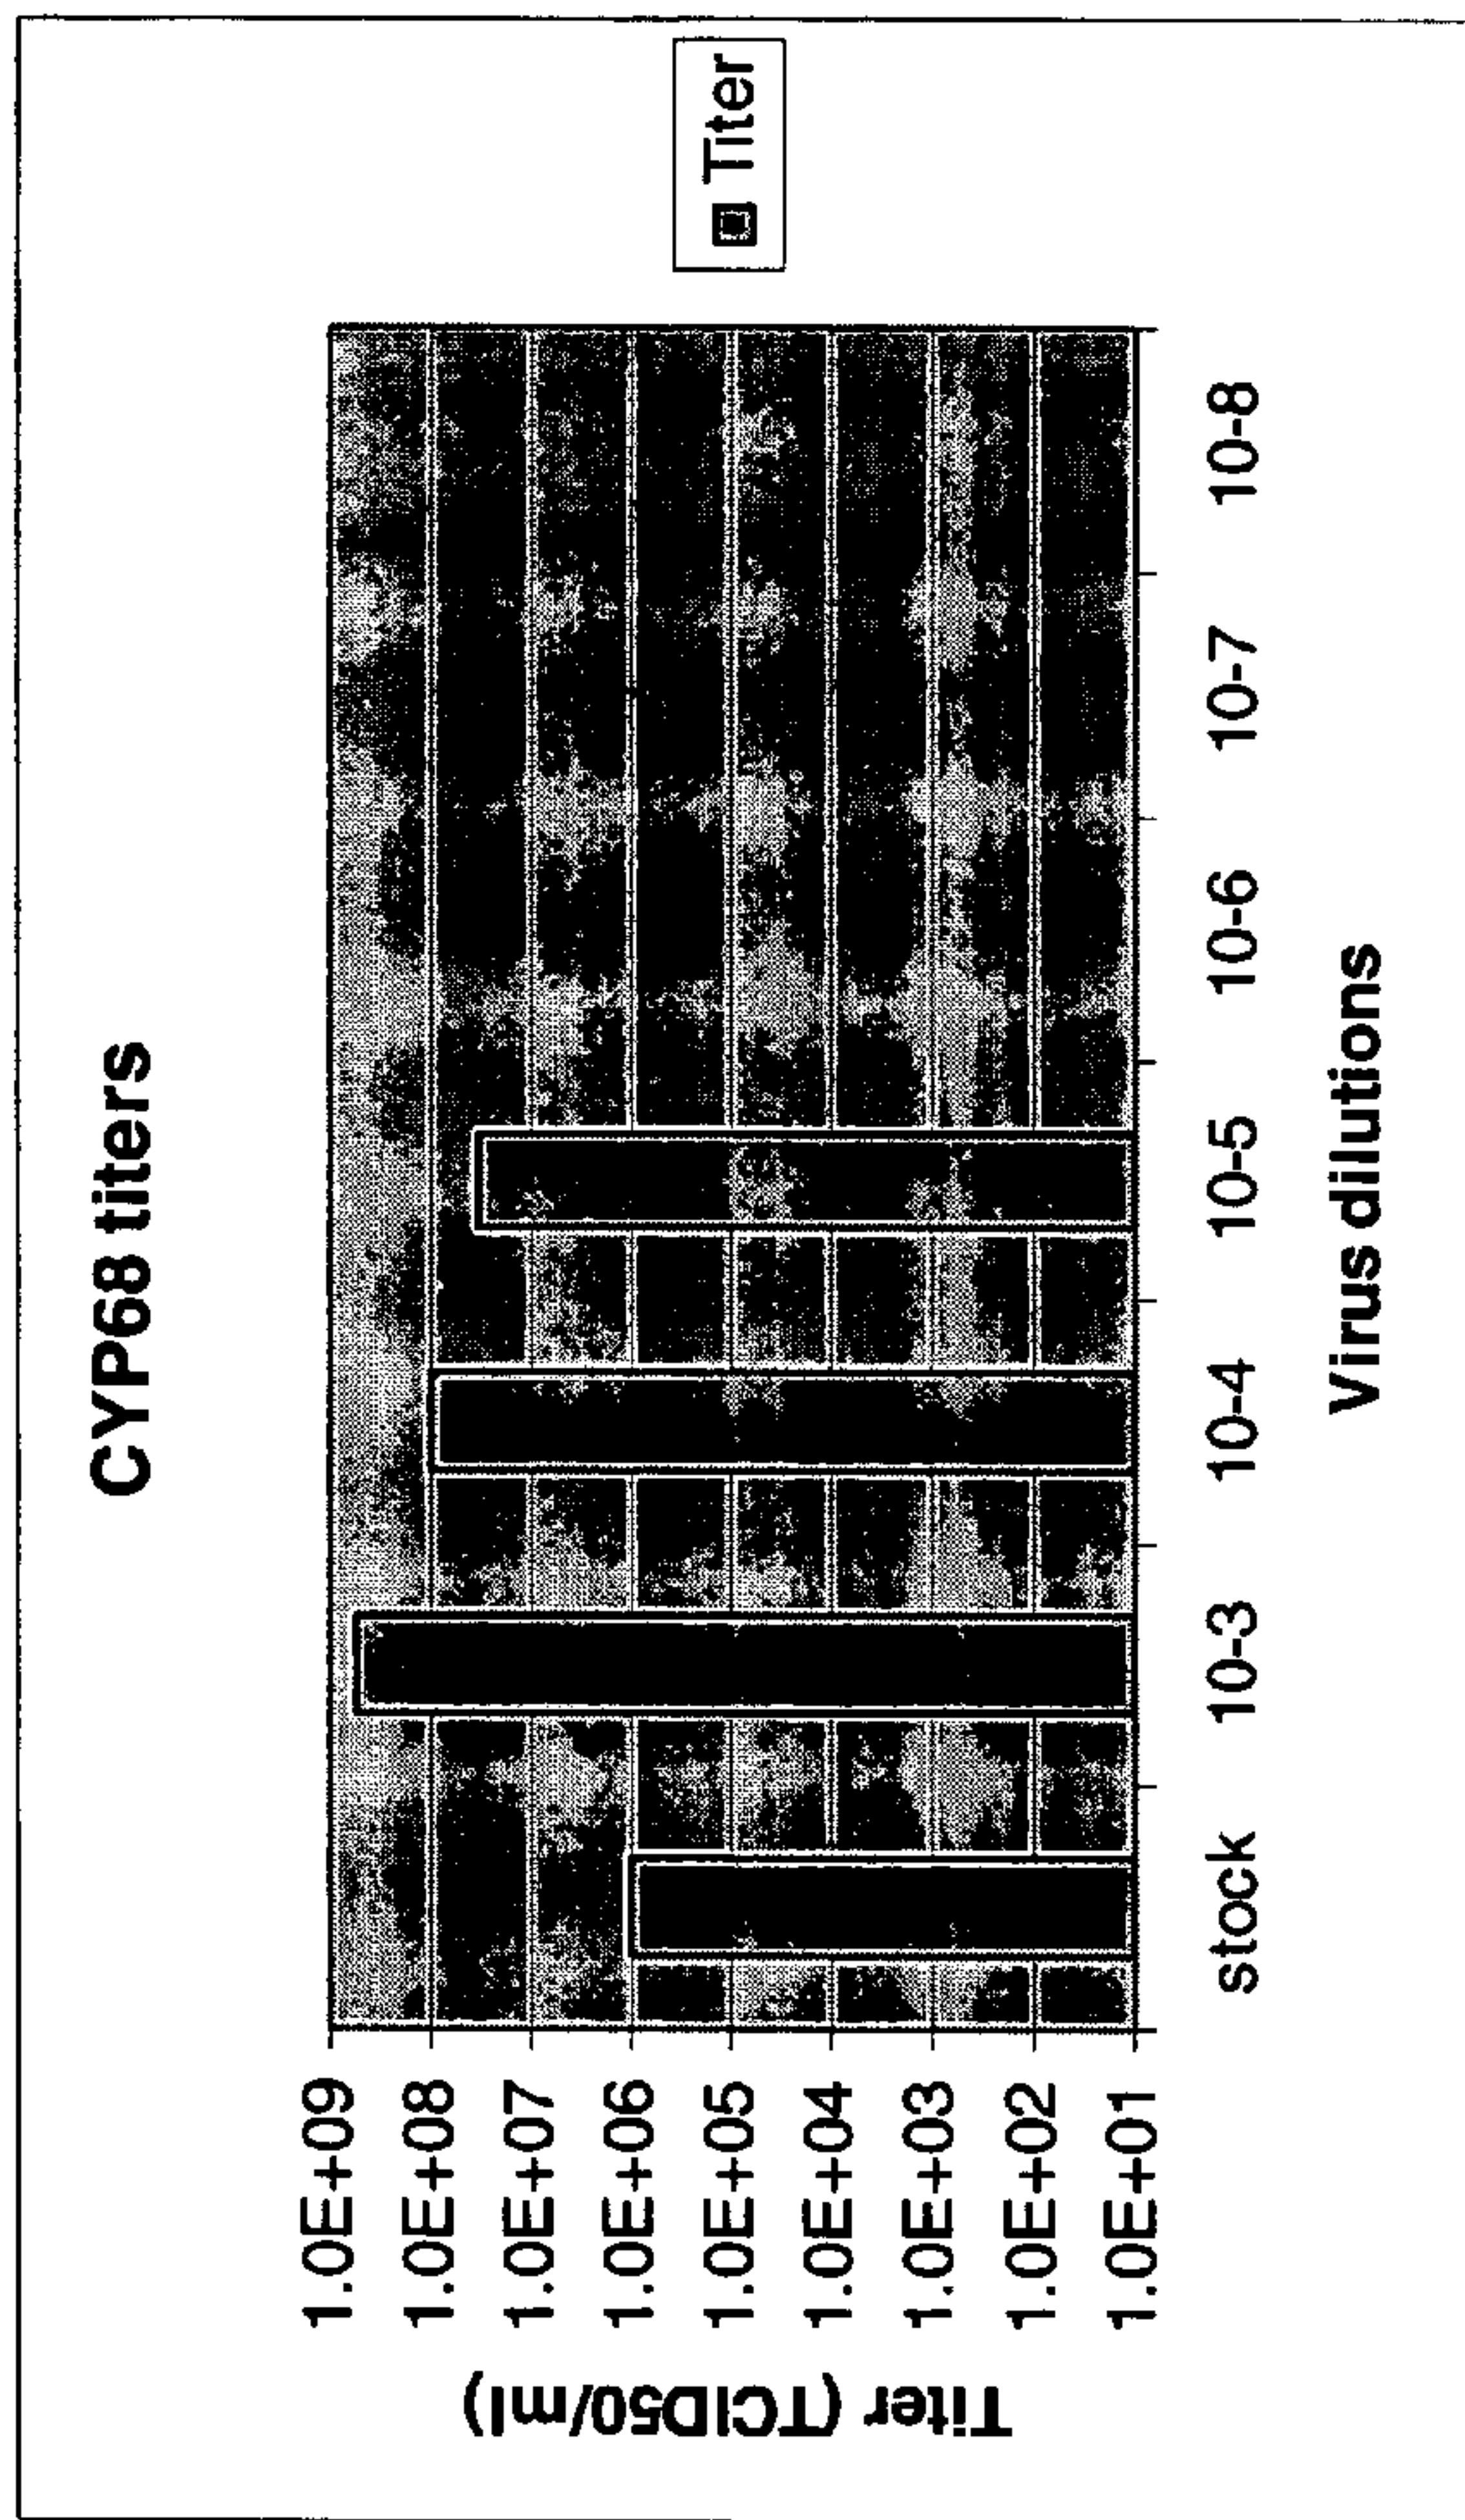 CYP68 titers
Titer (TCID50/ml)
1.0E+09
1.0E+08
1.0E+07
1.0E+06
1.0E+05
1.0E+04
1.0E+03
1.0E+02
1.0E+01
stock
10-3
10-4
10-5
10-6
10-7
10-8
Virus dilutions
Titer